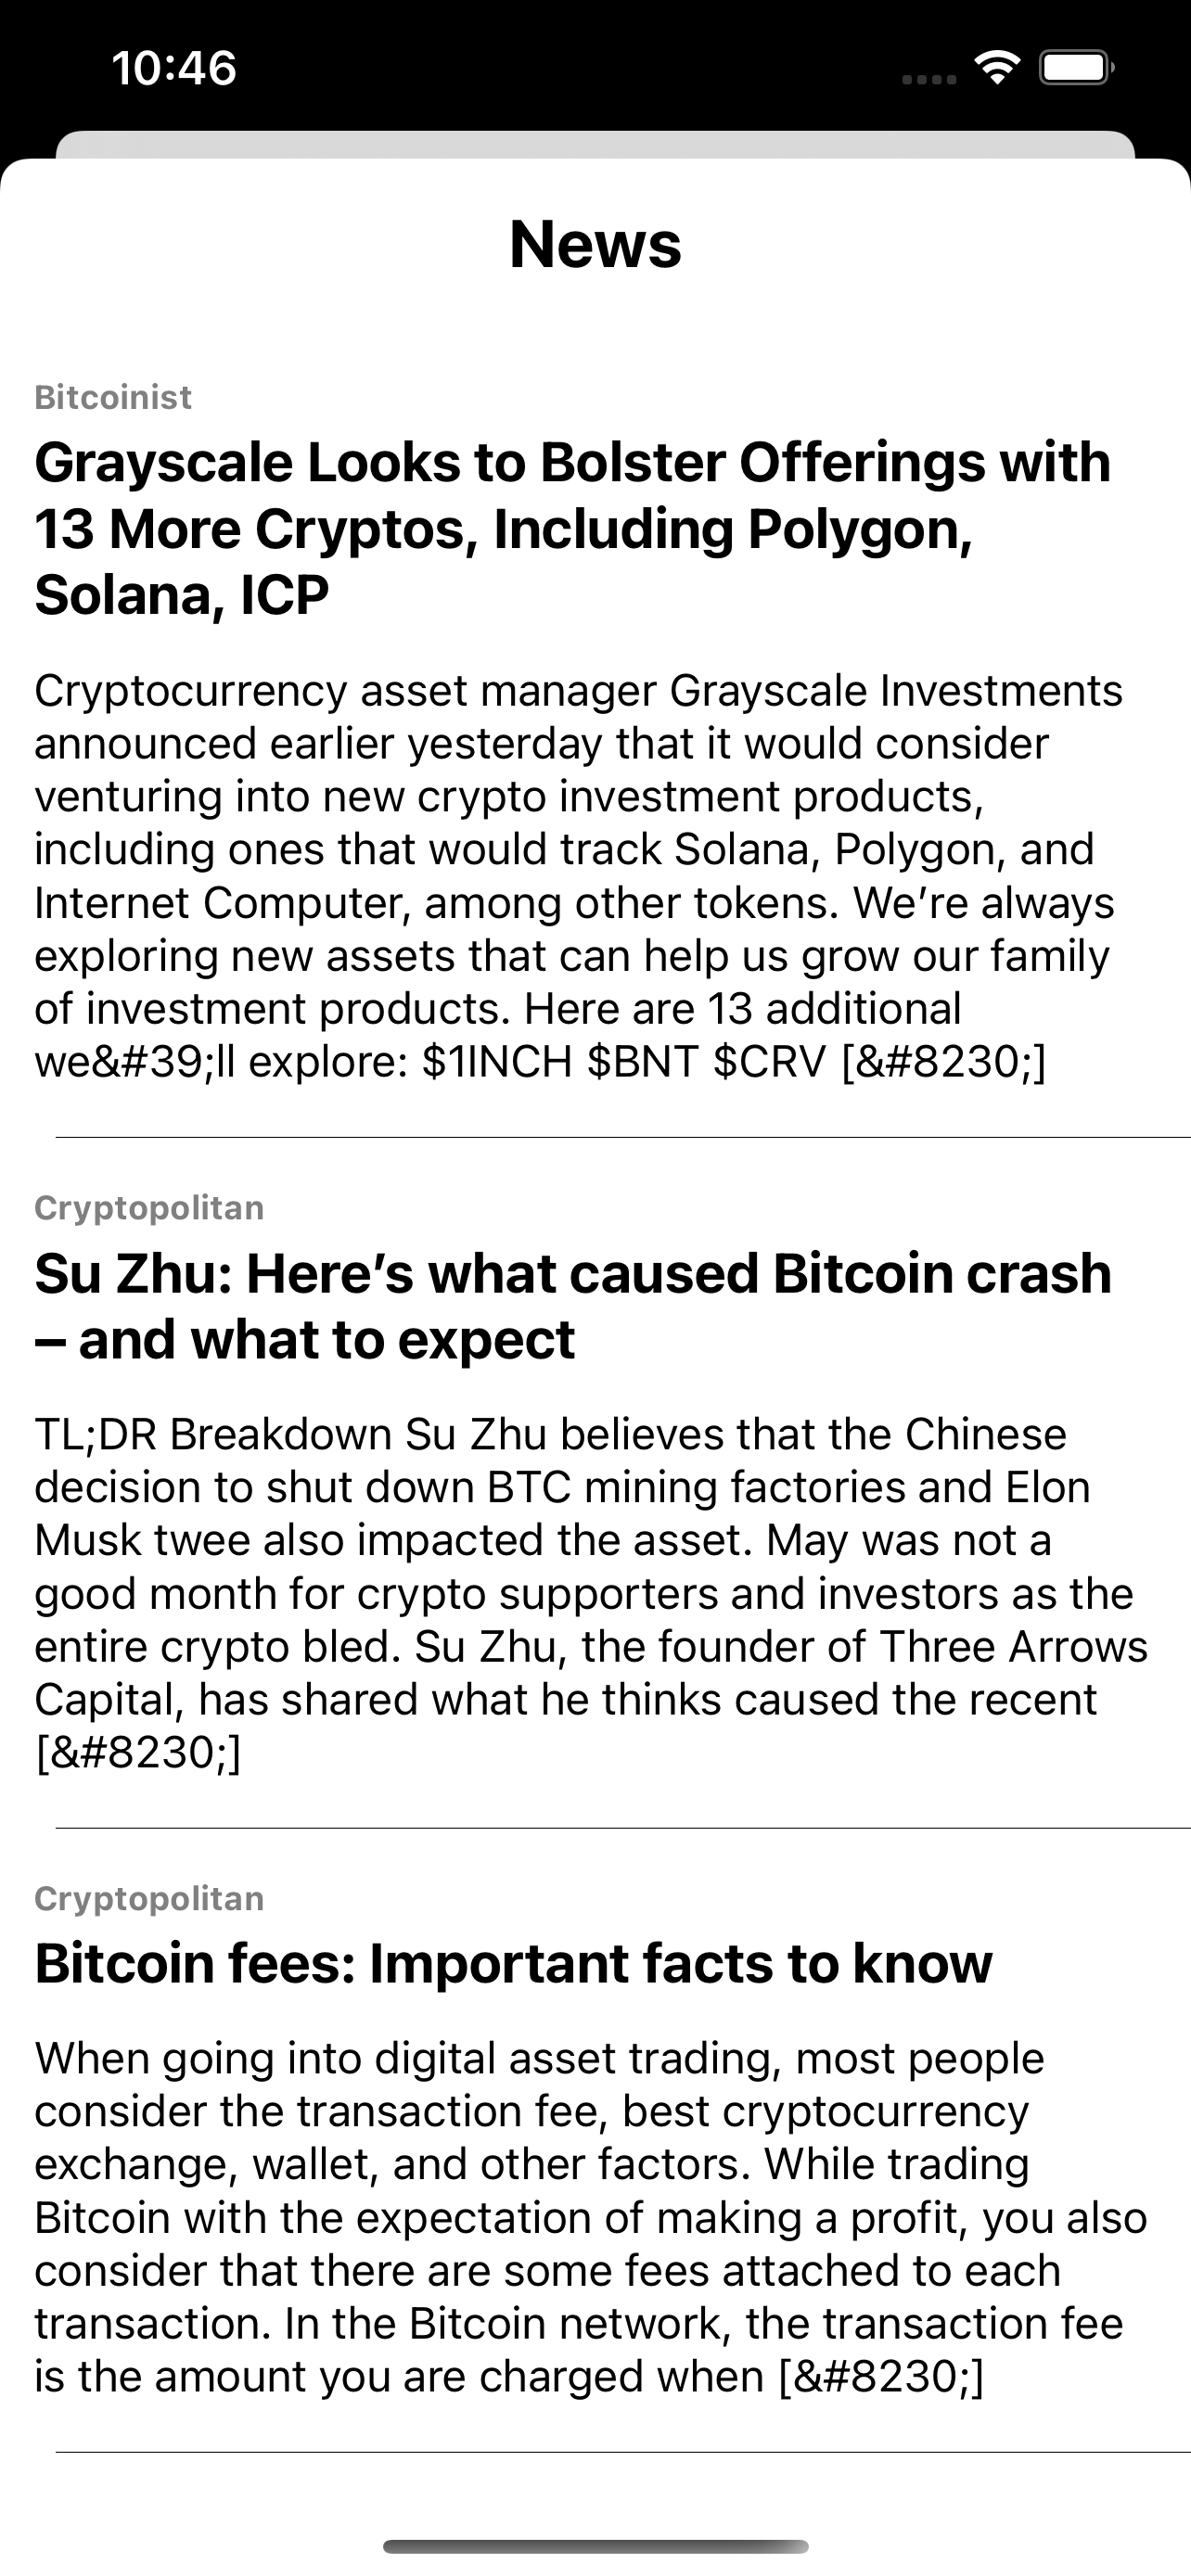 10:46
News
Bitcoinist
Grayscale Looks to Bolster Offerings with
13 More Cryptos, Including Polygon,
Solana, ICP
Cryptocurrency asset manager Grayscale Investments
announced earlier yesterday that it would consider
venturing into new crypto investment products,
including ones that would track Solana, Polygon, and
Internet Computer, among other tokens. We’re always
exploring new assets that can help us grow our family
of investment products. Here are 13 additional
we&#39;ll explore: $1INCH $BNT $CRV [&#8230;]
Cryptopolitan
Su Zhu: Here’s what caused Bitcoin crash
– and what to expect
TL;DR Breakdown Su Zhu believes that the Chinese
decision to shut down BTC mining factories and Elon
Musk twee also impacted the asset. May was not a
good month for crypto supporters and investors as the
entire crypto bled. Su Zhu, the founder of Three Arrows
Capital, has shared what he thinks caused the recent
[&#8230;]
Cryptopolitan
Bitcoin fees: Important facts to know
When going into digital asset trading, most people
consider the transaction fee, best cryptocurrency
exchange, wallet, and other factors. While trading
Bitcoin with the expectation of making a profit, you also
consider that there are some fees attached to each
transaction. In the Bitcoin network, the transaction fee
is the amount you are charged when [&#8230;]